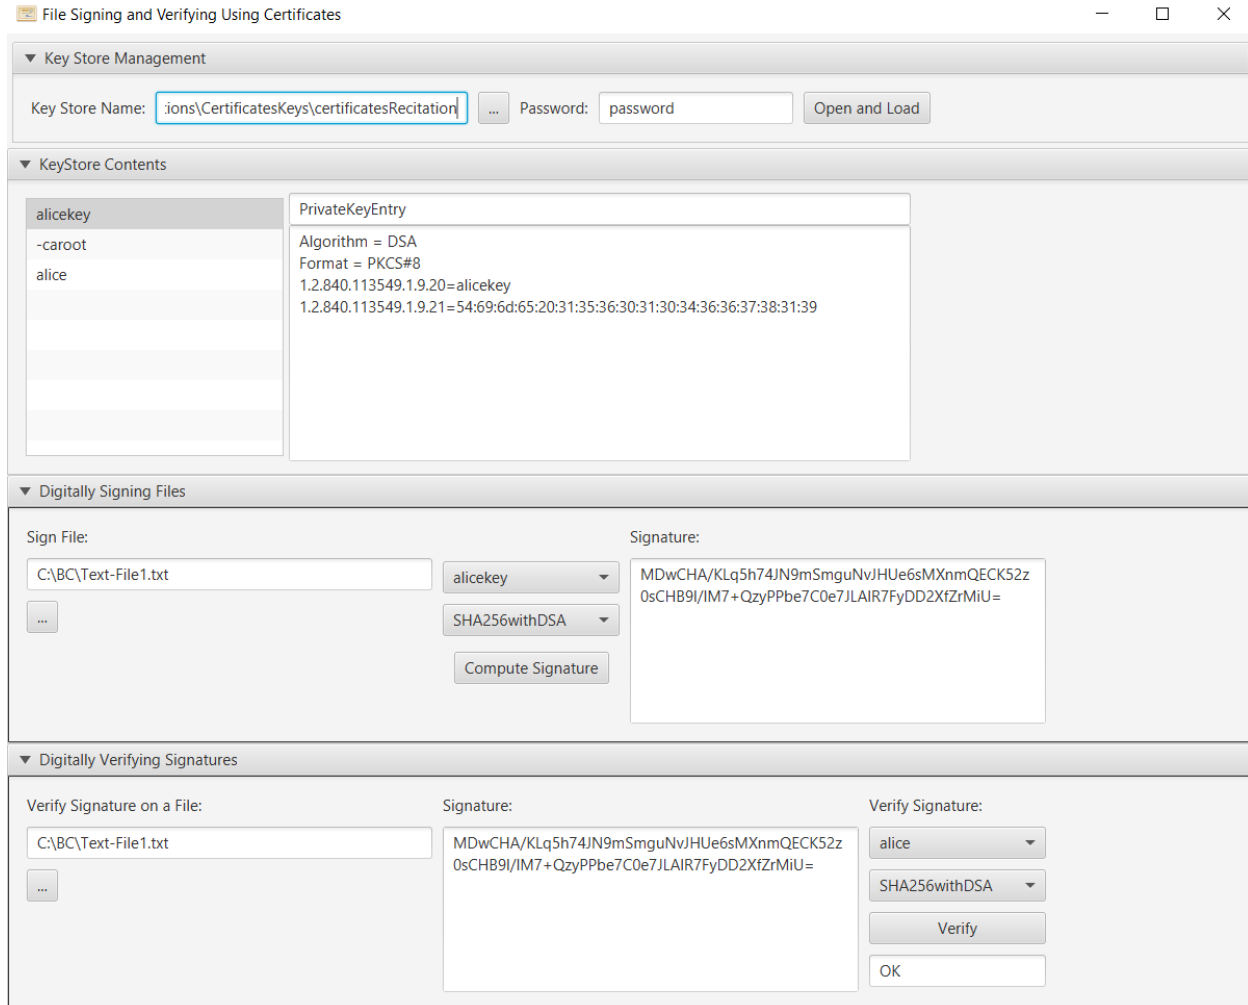 File Signing and Verifying Using Certificates
Key Store Management
Key Store Name: :ions\CertificatesKeys\certificatesRecitation ... Password: password Open and Load
KeyStore Contents
alicekey
-caroot
alice
PrivateKeyEntry
Algorithm = DSA
Format = PKCS#8
1.2.840.113549.1.9.20=alicekey
1.2.840.113549.1.9.21=54:69:6d:65:20:31:35:36:30:31:30:34:36:36:37:38:31:39
Digitally Signing Files
Sign File:
C:\BC\Text-File1.txt
...
alicekey
SHA256withDSA
Compute Signature
Signature:
MDwCHA/KLq5h74JN9mSmguNvJHUe6sMXnmQECK52z
0sCHB9I/IM7+QzyPPbe7C0e7JLAIR7FyDD2XfZrMiU=
Digitally Verifying Signatures
Verify Signature on a File:
C:\BC\Text-File1.txt
...
Signature:
MDwCHA/KLq5h74JN9mSmguNvJHUe6sMXnmQECK52z
0sCHB9I/IM7+QzyPPbe7C0e7JLAIR7FyDD2XfZrMiU=
Verify Signature:
alice
SHA256withDSA
Verify
OK